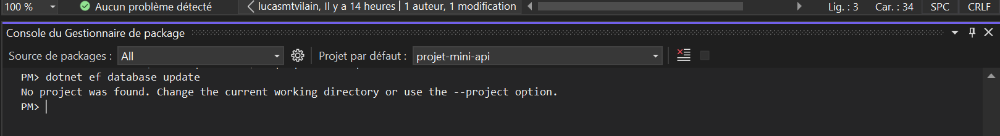 100 % Aucun problème détecté lucasmtvilain, Il y a 14 heures | 1 auteur, 1 modification Lig. : 3 Car. : 34 SPC CRLF
Console du Gestionnaire de package
Source de packages : All Projet par défaut : projet-mini-api
PM> dotnet ef database update
No project was found. Change the current working directory or use the --project option.
PM>